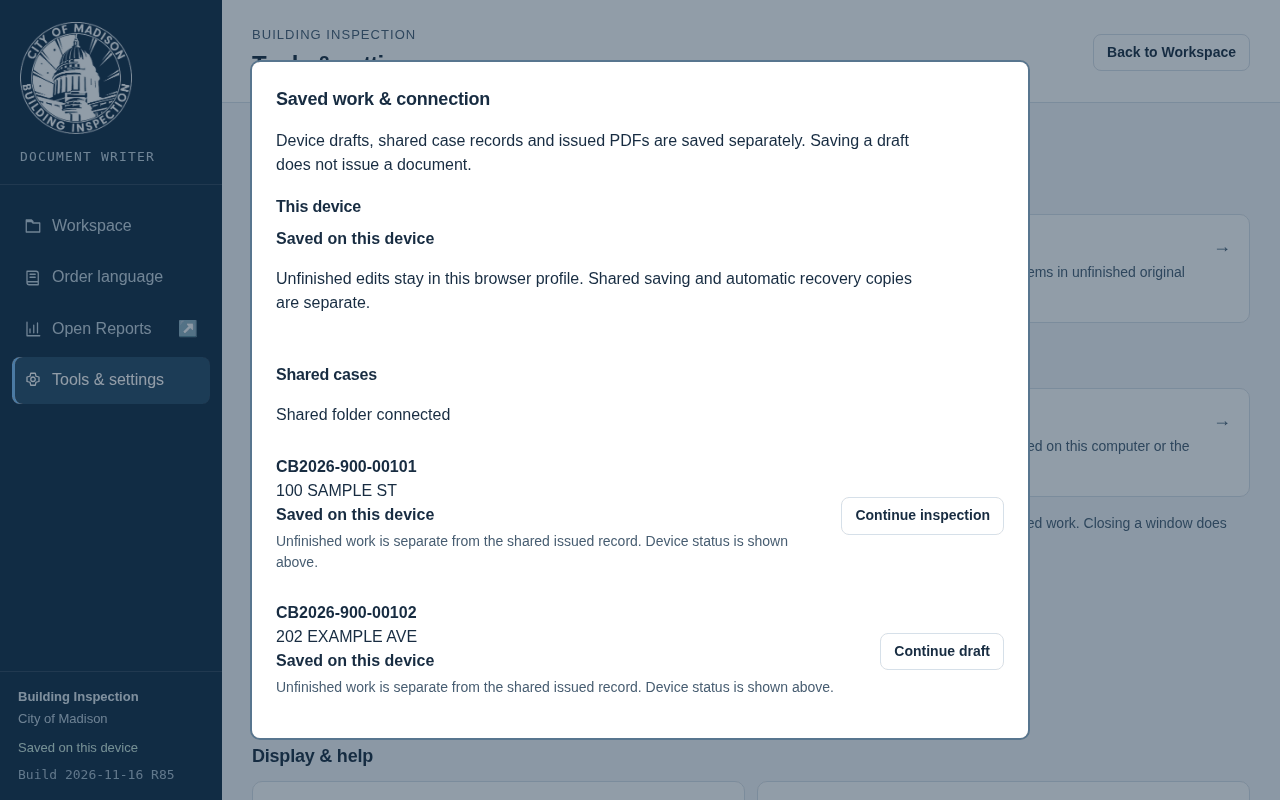 CITY OF MADISON
BUILDING INSPECTION
DOCUMENT WRITER
Workspace
Order language
Open Reports
Tools & settings
Building Inspection
City of Madison
Saved on this device
Build 2026-11-16 R85
BUILDING INSPECTION
Back to Workspace
Saved work & connection
Device drafts, shared case records and issued PDFs are saved separately. Saving a draft
does not issue a document.
This device
Saved on this device
Unfinished edits stay in this browser profile. Shared saving and automatic recovery copies
are separate.
Shared cases
Shared folder connected
CB2026-900-00101
100 SAMPLE ST
Saved on this device
Unfinished work is separate from the shared issued record. Device status is shown
above.
Continue inspection
CB2026-900-00102
202 EXAMPLE AVE
Saved on this device
Unfinished work is separate from the shared issued record. Device status is shown above.
Continue draft
→
in unfinished original
→
on this computer or the
work. Closing a window does
Display & help